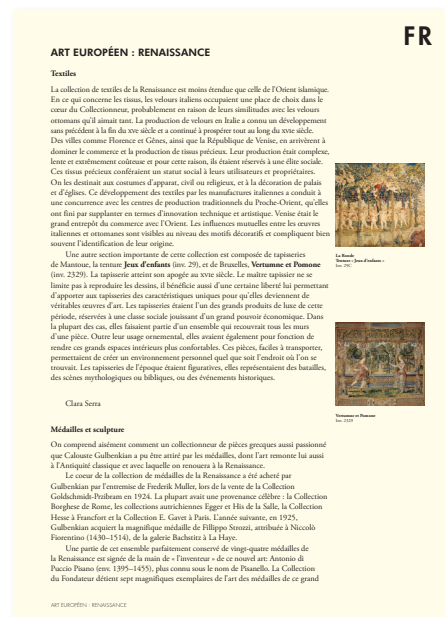 FR
ART EUROPÉEN : RENAISSANCE
Textiles
La collection de textiles de la Renaissance est moins étendue que celle de l'Orient islamique.
En ce qui concerne les tissus, les velours italiens occupaient une place de choix dans le
cœur du Collectionneur, probablement en raison de leurs similitudes avec les velours
ottomans qu'il aimait tant. La production de velours en Italie a connu un développement
sans précédent à la fin du XVe siècle et a continué à prospérer tout au long du XVIe siècle.
Des villes comme Florence et Gênes, ainsi que la République de Venise, en arrivèrent à
dominer le commerce et la production de tissus précieux. Leur production était complexe,
lente et extrêmement coûteuse et pour cette raison, ils étaient réservés à une élite sociale.
Ces tissus précieux conféraient un statut social à leurs utilisateurs et propriétaires.
On les destinait aux costumes d'apparat, civil ou religieux, et à la décoration de palais
et d'églises. Ce développement des textiles par les manufactures italiennes a conduit à
une concurrence avec les centres de production traditionnels du Proche-Orient, qu'elles
ont fini par supplanter en termes d'innovation technique et artistique. Venise était le
grand entrepôt du commerce avec l'Orient. Les influences mutuelles entre les œuvres
italiennes et ottomanes sont visibles au niveau des motifs décoratifs et compliquent bien
souvent l'identification de leur origine.
Une autre section importante de cette collection est composée de tapisseries
de Mantoue, la tenture Jeux d'enfants (inv. 29), et de Bruxelles, Vertumne et Pomone
(inv. 2329). La tapisserie atteint son apogée au XVIe siècle. Le maître tapissier ne se
limite pas à reproduire les dessins, il bénéficie aussi d'une certaine liberté lui permettant
d'apporter aux tapisseries des caractéristiques uniques pour qu'elles deviennent de
véritables œuvres d'art. Les tapisseries étaient l'un des grands produits de luxe de cette
période, réservées à une classe sociale jouissant d'un grand pouvoir économique. Dans
la plupart des cas, elles faisaient partie d'un ensemble qui recouvrait tous les murs
d'une pièce. Outre leur usage ornemental, elles avaient également pour fonction de
rendre ces grands espaces intérieurs plus confortables. Ces pièces, faciles à transporter,
permettaient de créer un environnement personnel quel que soit l'endroit où l'on se
trouvait. Les tapisseries de l'époque étaient figuratives, elles représentaient des batailles,
des scènes mythologiques ou bibliques, ou des événements historiques.
Clara Serra
La Ronde
Tenture « Jeux d'enfants »
Inv. 29C
Vertumne et Pomone
Inv. 2329
Médailles et sculpture
On comprend aisément comment un collectionneur de pièces grecques aussi passionné
que Calouste Gulbenkian a pu être attiré par les médailles, dont l'art remonte lui aussi
à l'Antiquité classique et avec laquelle on renouera à la Renaissance.
Le coeur de la collection de médailles de la Renaissance a été acheté par
Gulbenkian par l'entremise de Frederik Muller, lors de la vente de la Collection
Goldschmidt-Przibram en 1924. La plupart avait une provenance célèbre : la Collection
Borghese de Rome, les collections autrichiennes Egger et His de la Salle, la Collection
Hesse à Francfort et la Collection E. Gavet à Paris. L'année suivante, en 1925,
Gulbenkian acquiert la magnifique médaille de Fillippo Strozzi, attribuée à Niccolò
Fiorentino (1430–1514), de la galerie Bachstitz à La Haye.
Une partie de cet ensemble parfaitement conservé de vingt-quatre médailles de
la Renaissance est signée de la main de « l'inventeur » de ce nouvel art: Antonio di
Puccio Pisano (env. 1395–1455), plus connu sous le nom de Pisanello. La Collection
du Fondateur détient sept magnifiques exemplaires de l'art des médailles de ce grand
ART EUROPÉEN : RENAISSANCE